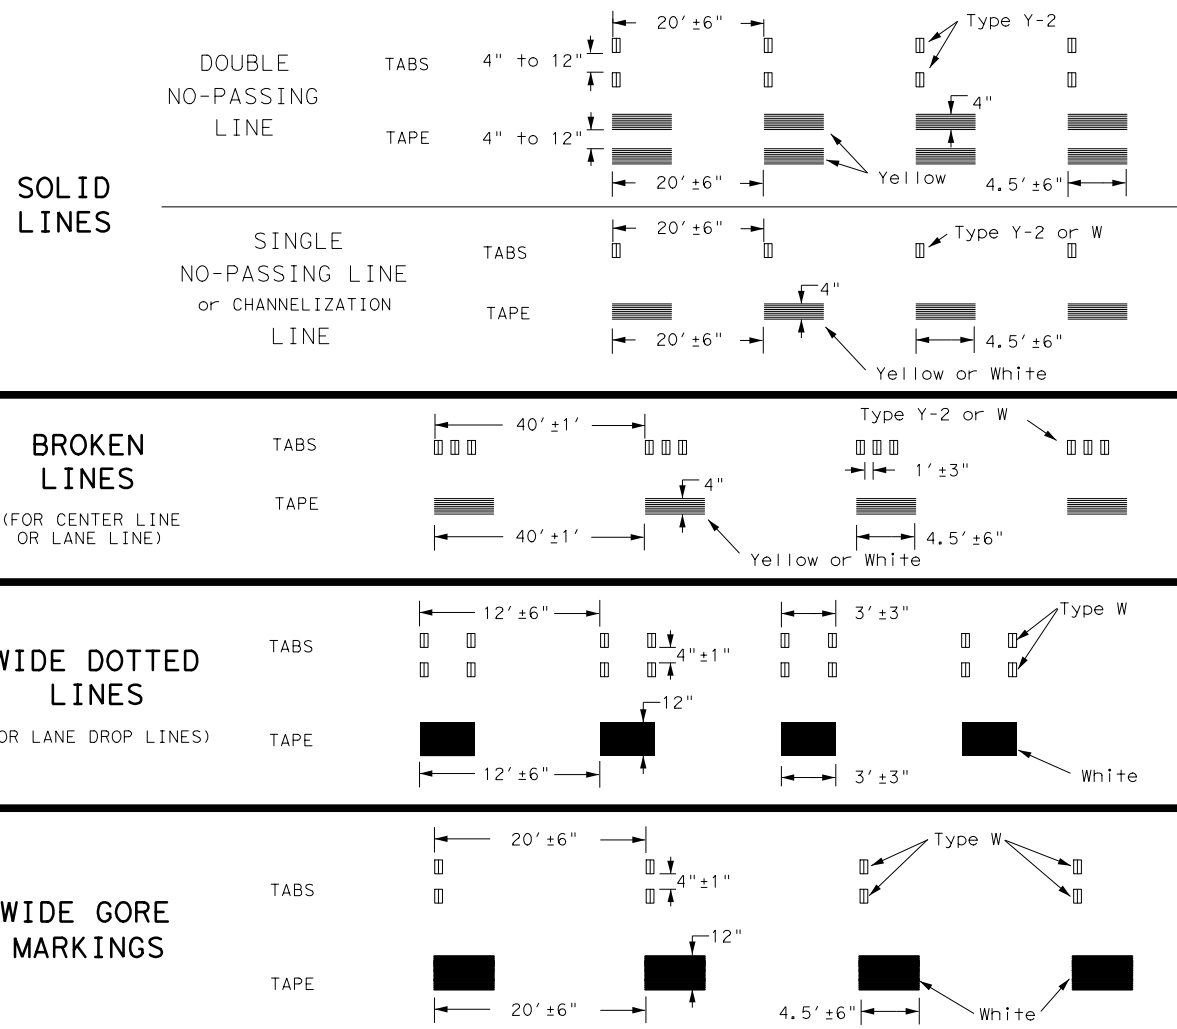 SOLID
LINES
DOUBLE
NO-PASSING
LINE
TABS
4" to 12"
20'±6"
Type Y-2
TAPE
4" to 12"
4"
Yellow
20'±6"
4.5'±6"
SINGLE
NO-PASSING LINE
or CHANNELIZATION
LINE
TABS
20'±6"
Type Y-2 or W
TAPE
4"
20'±6"
4.5'±6"
Yellow or White
BROKEN
LINES
(FOR CENTER LINE
OR LANE LINE)
TABS
40'±1'
Type Y-2 or W
1'±3"
TAPE
4"
40'±1'
4.5'±6"
Yellow or White
WIDE DOTTED
LINES
OR LANE DROP LINES)
TABS
12'±6"
3'±3"
Type W
4"±1"
TAPE
12"
12'±6"
3'±3"
White
WIDE GORE
MARKINGS
TABS
20'±6"
Type W
4"±1"
TAPE
12"
20'±6"
4.5'±6"
White